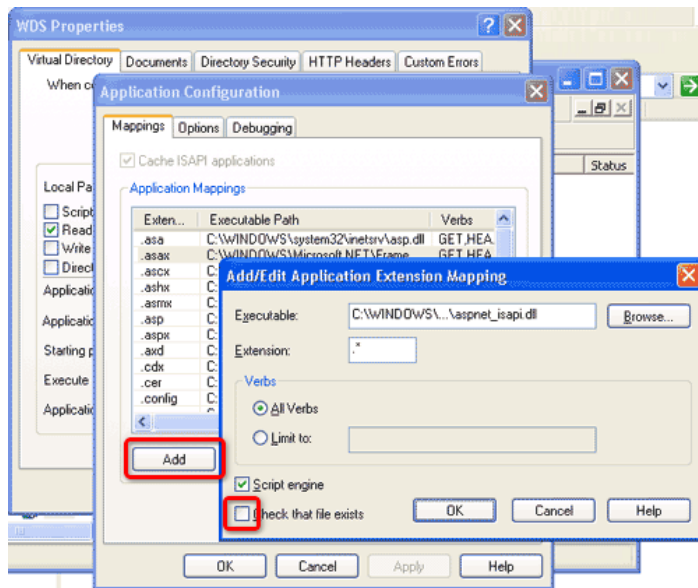 WDS Properties
Virtual Directory Documents Directory Security HTTP Headers Custom Errors
When c
Application Configuration
Mappings Options Debugging
Status
Cache ISAPI applications
Application Mappings
Local Pa
Exten... Executable Path Verbs
Script
.asa C:\WINDOWS\system32\inetsrv\asp.dll GET,HEA.
Read
.asax C:\WINDOWS\Microsoft.NET\Frame GET,HEA
Write
.ascx C:
Direc
.ashx C:
Add/Edit Application Extension Mapping
Applicatio
.asmx C:
.asp C:
Executable: C:\WINDOWS\...\aspnet_isapi.dll Browse...
Applicatio
.aspx C:
Starting p
.axd C:
Extension: .*
.cdx C:
Execute
.cer C:
Verbs
.config C:
Applicatio
All Verbs
Limit to:
Add
Script engine
Check that file exists
OK Cancel Help
OK Cancel Apply Help